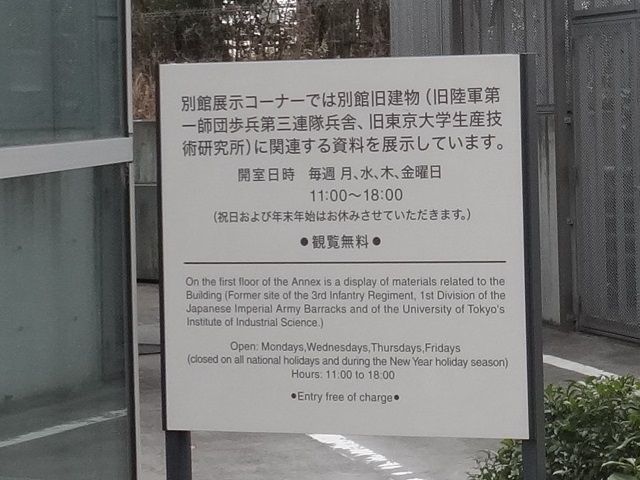 別館展示コーナーでは別館旧建物（旧陸軍第
一師団歩兵第三連隊兵舎、旧東京大学生産技
術研究所）に関連する資料を展示しています。
開室日時　毎週 月、水、木、金曜日
11:00〜18:00
（祝日および年末年始はお休みさせていただきます。）
●観覧無料●
On the first floor of the Annex is a display of materials related to the
Building (Former site of the 3rd Infantry Regiment, 1st Division of the
Japanese Imperial Army Barracks and of the University of Tokyo's
Institute of Industrial Science.)
Open: Mondays,Wednesdays,Thursdays,Fridays
(closed on all national holidays and during the New Year holiday season)
Hours: 11:00 to 18:00
●Entry free of charge●